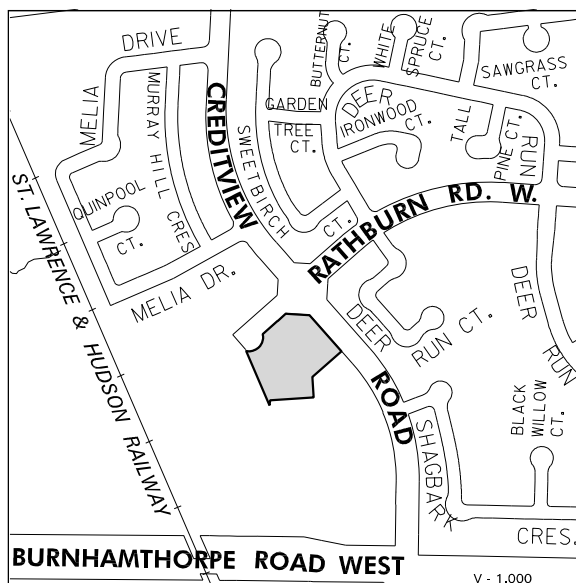 DRIVE
BUTTERNUT
CT.
WHITE
SPRUCE
CT.
SAWGRASS
CT.
MELIA
MURRAY HILL CRES
CREDITVIEW
SWEETBIRCH
CT.
GARDEN
TREE
CT.
DEER
RUN
IRONWOOD
CT.
TALL
PINE CT.
QUINPOOL
CT.
RATHBURN RD. W.
MELIA DR.
ST. LAWRENCE & HUDSON RAILWAY
DEER
RUN CT.
DEER
RUN
ROAD
BLACK
WILLOW
CT.
SHAGBARK
CRES.
BURNHAMTHORPE ROAD WEST
V - 1.000